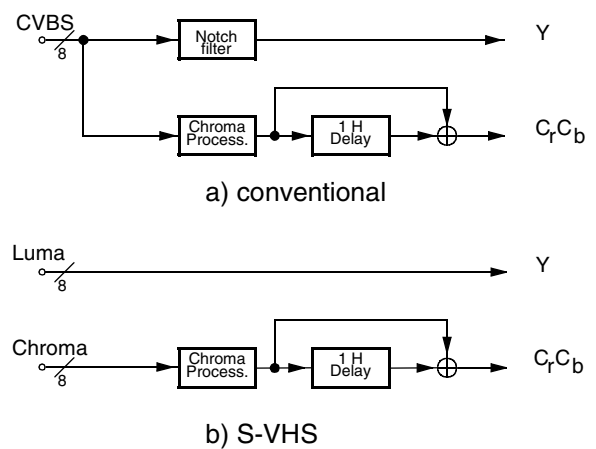 CVBS
8
Notch
filter
Y
Chroma
Process.
1 H
Delay
CrCb
a) conventional
Luma
8
Y
Chroma
8
Chroma
Process.
1 H
Delay
CrCb
b) S-VHS